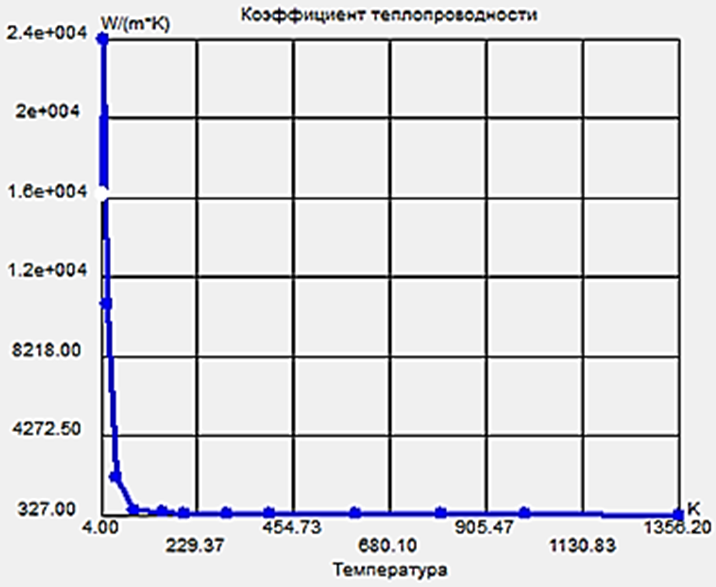 Коэффициент теплопроводности
W/(m*K)
2.4e+004
2e+004
1.6e+004
1.2e+004
8218.00
4272.50
327.00
K
4.00 454.73 905.47 1356.20
229.37 680.10 1130.83
Температура